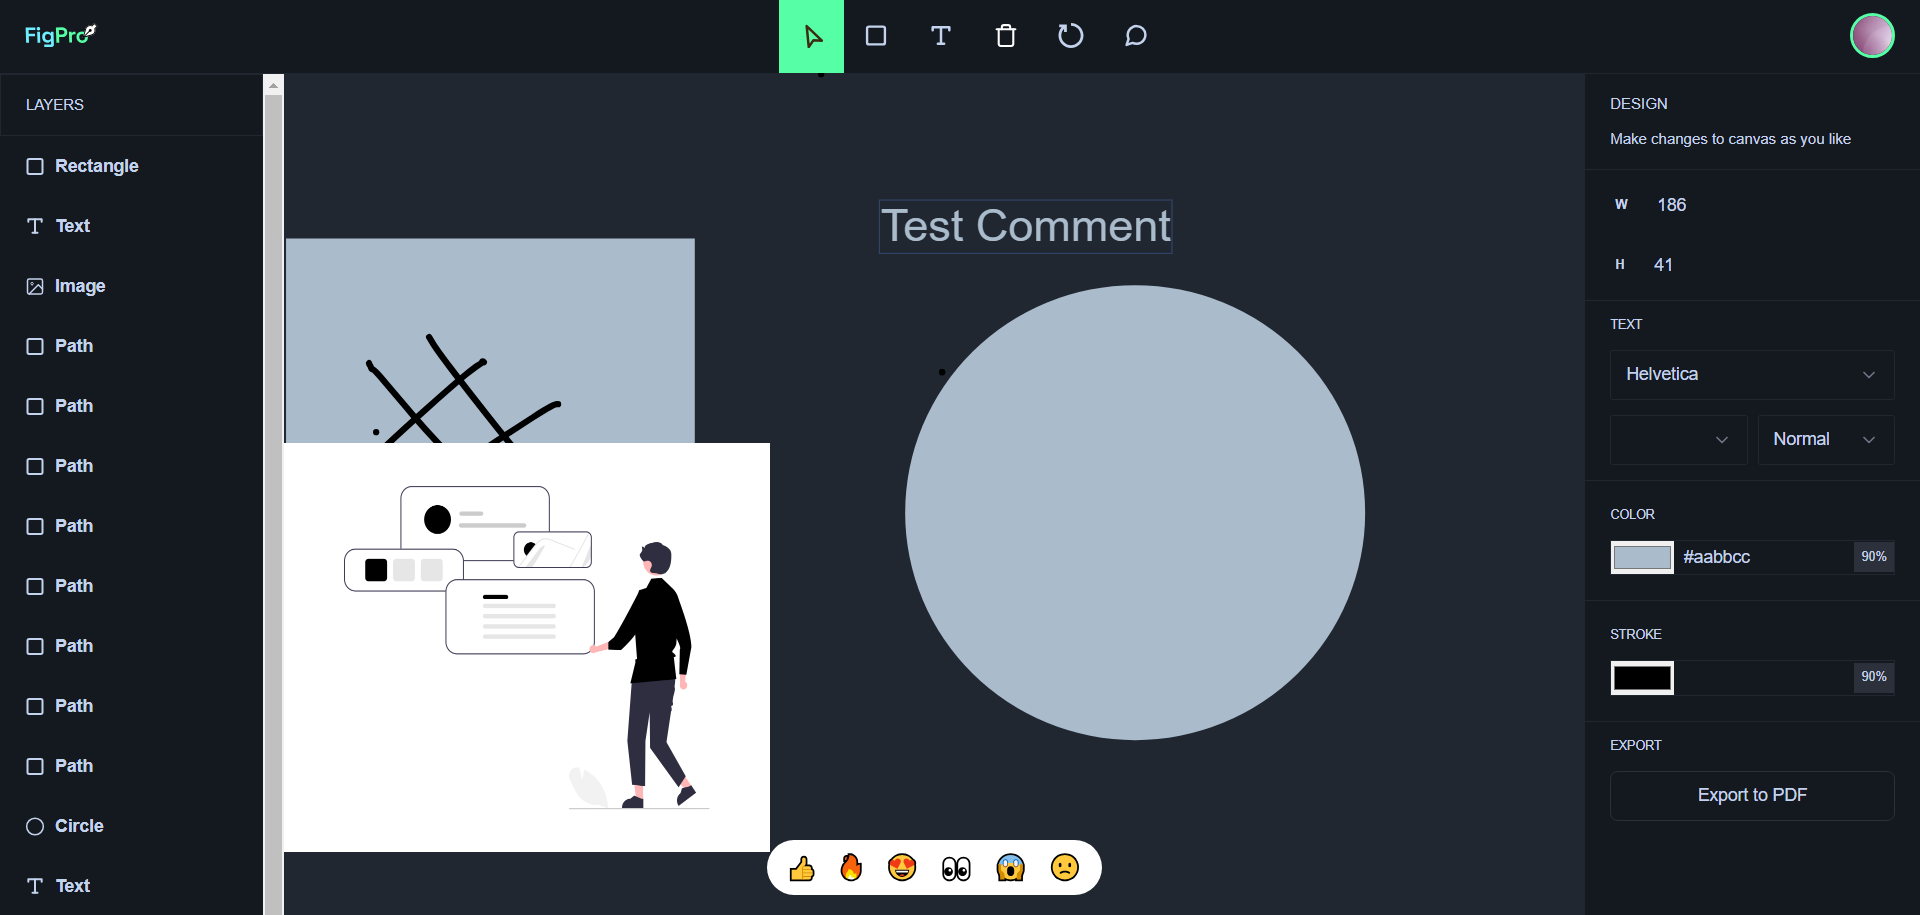 FigPro
LAYERS
Rectangle
Text
Image
Path
Path
Path
Path
Path
Path
Path
Path
Circle
Text
Test Comment
DESIGN
Make changes to canvas as you like
W 186
H 41
TEXT
Helvetica
Normal
COLOR
#aabbcc 90%
STROKE
90%
EXPORT
Export to PDF